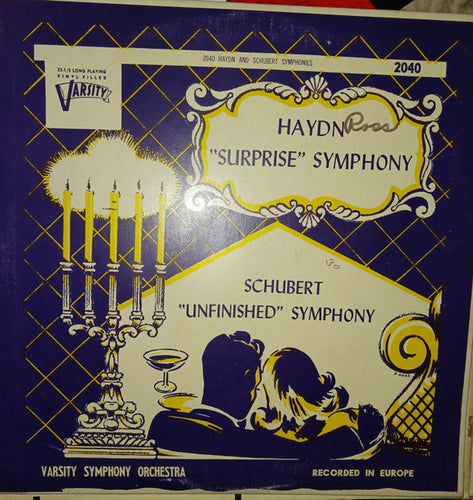 2040 HAYDN AND SCHUBERT SYMPHONIES
2040
33-1/3 LONG PLAYING
VINYL FILLED
VARSITY
HAYDN Ross
"SURPRISE" SYMPHONY
SCHUBERT
"UNFINISHED" SYMPHONY
VARSITY SYMPHONY ORCHESTRA
RECORDED IN EUROPE